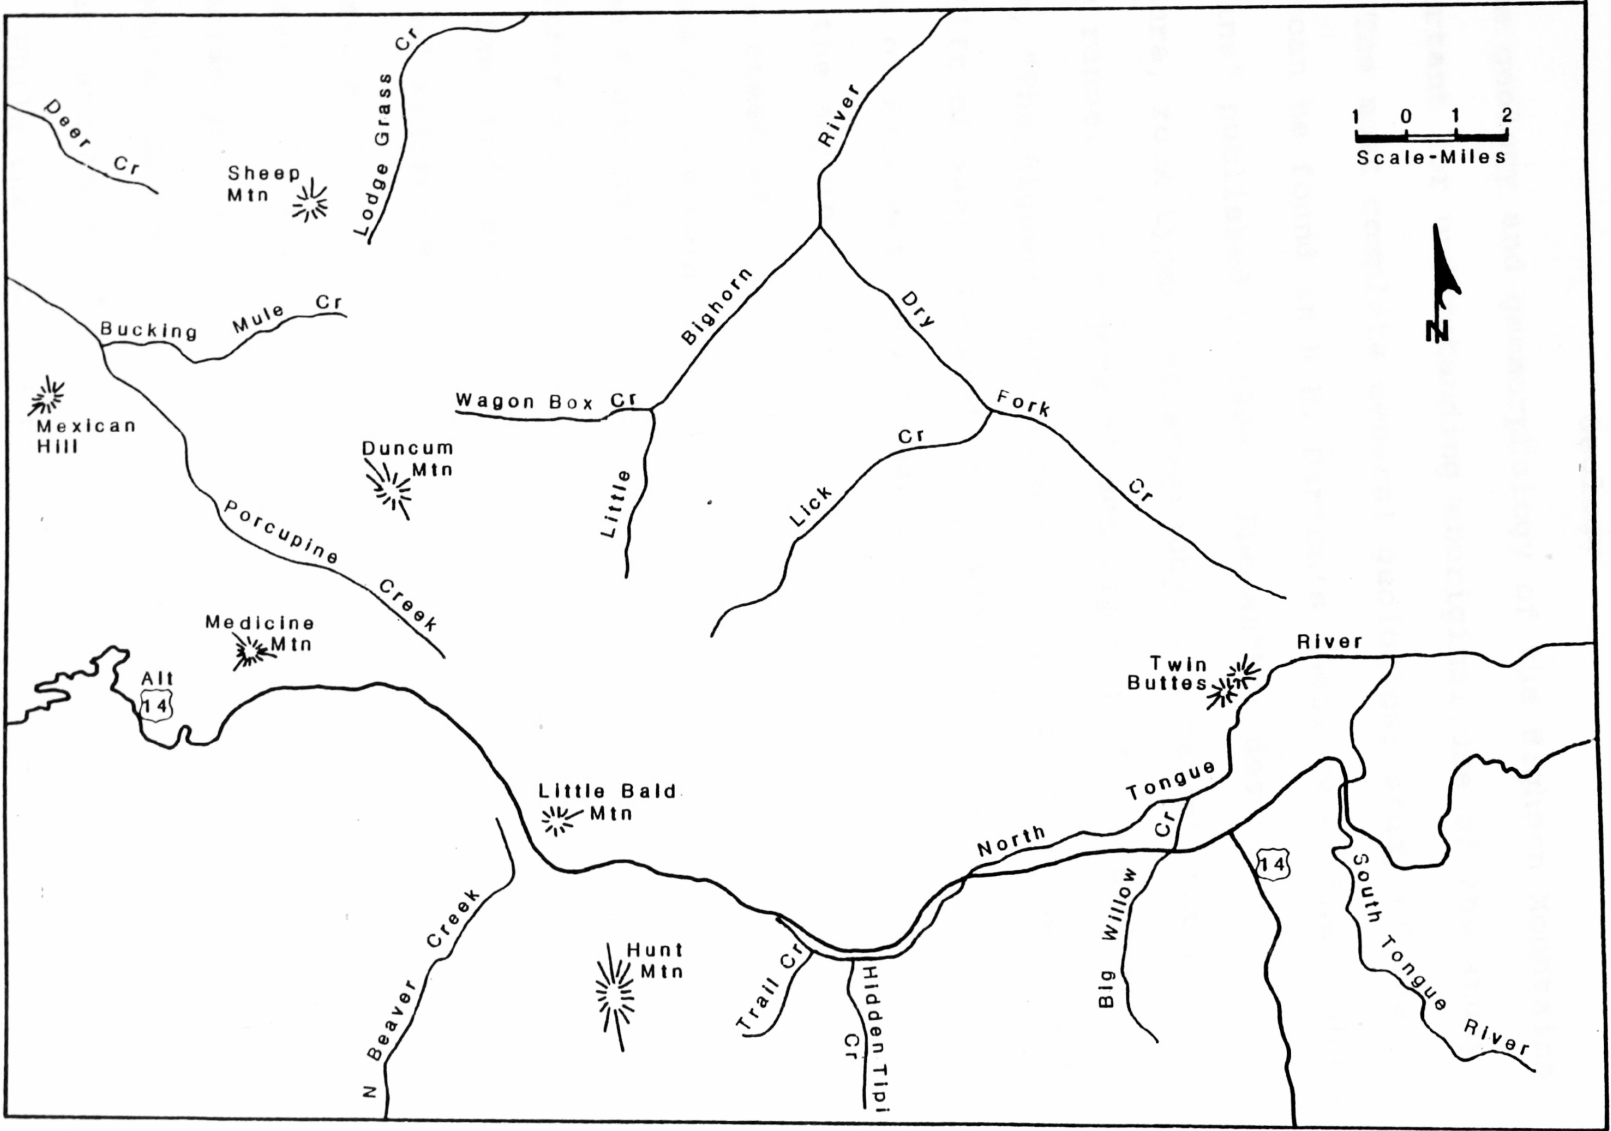 Deer Cr
Lodge Grass Cr
Sheep
Mtn
River
1 0 1 2
Scale-Miles
N
Bucking Mule Cr
Bighorn
Dry
Fork
Cr
Mexican
Hill
Wagon Box Cr
Duncum
Mtn
Little
Lick Cr
Porcupine Creek
Medicine
Mtn
Alt
14
Twin
Buttes
River
Tongue
North
Little Bald
Mtn
Big Willow Cr
14
South Tongue River
N Beaver Creek
Hunt
Mtn
Trail Cr
Hidden Tipi
Cr